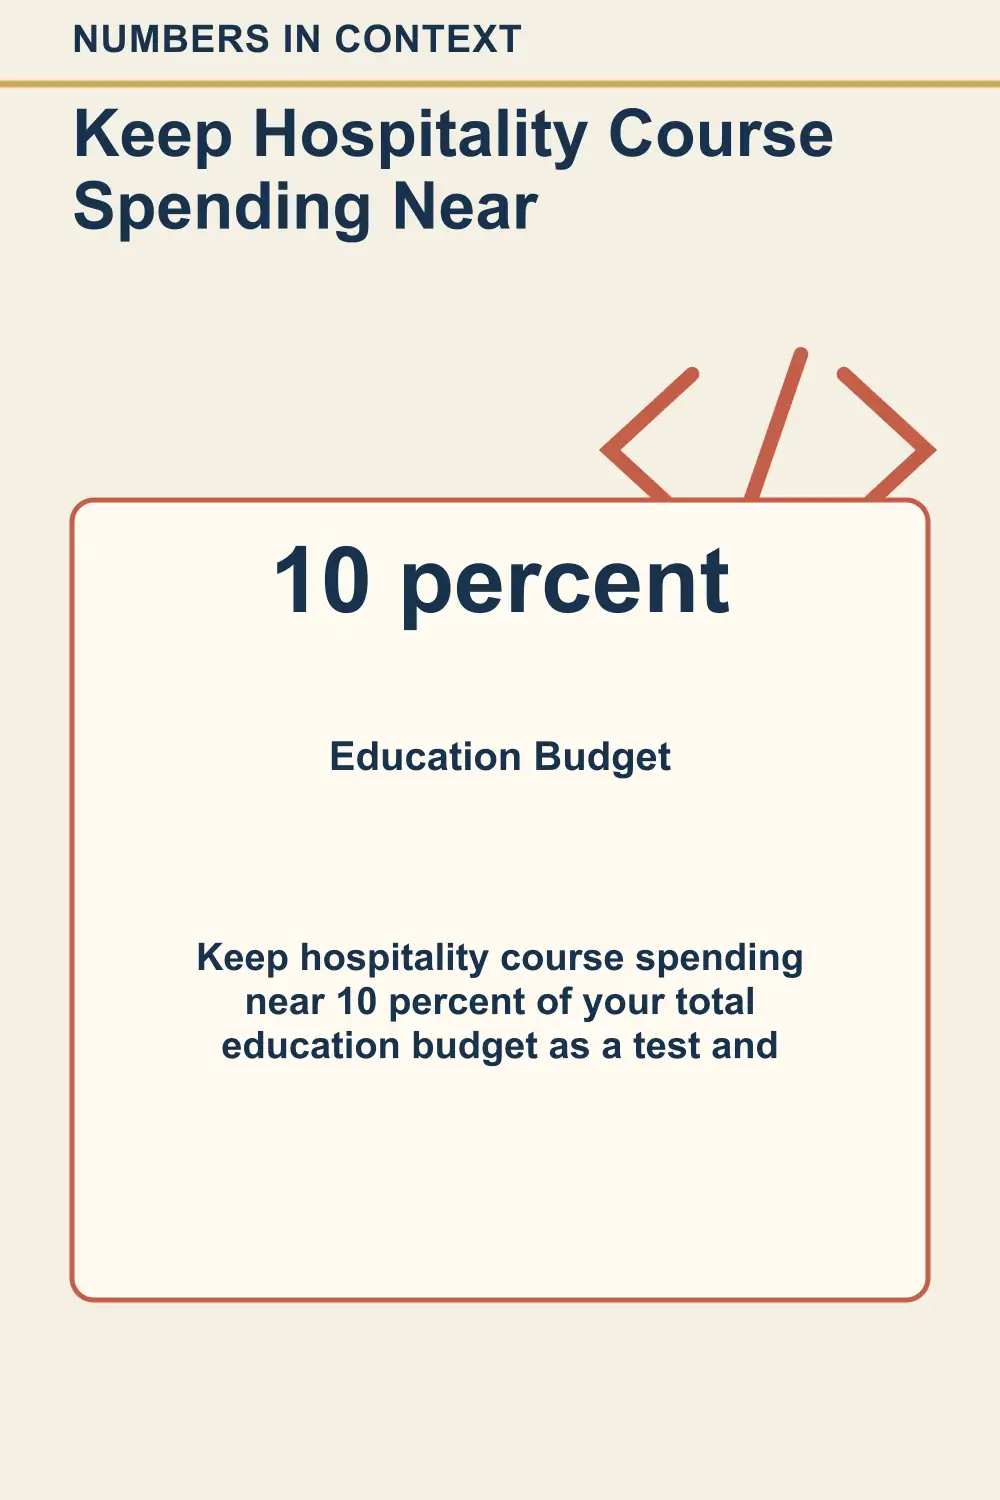 NUMBERS IN CONTEXT
Keep Hospitality Course
Spending Near
10 percent
Education Budget
Keep hospitality course spending
near 10 percent of your total
education budget as a test and